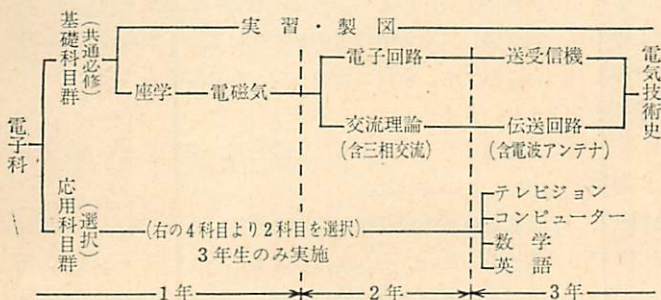 電子科
基礎科目群
(共通必修)
実習・製図
座学
電磁気
電子回路
交流理論
(含三相交流)
送受信機
伝送回路
(含電波アンテナ)
電気技術史
応用科目群
(選択)
(右の4科目より2科目を選択)
3年生のみ実施
テレビジョン
コンピューター
数学
英語
1年
2年
3年